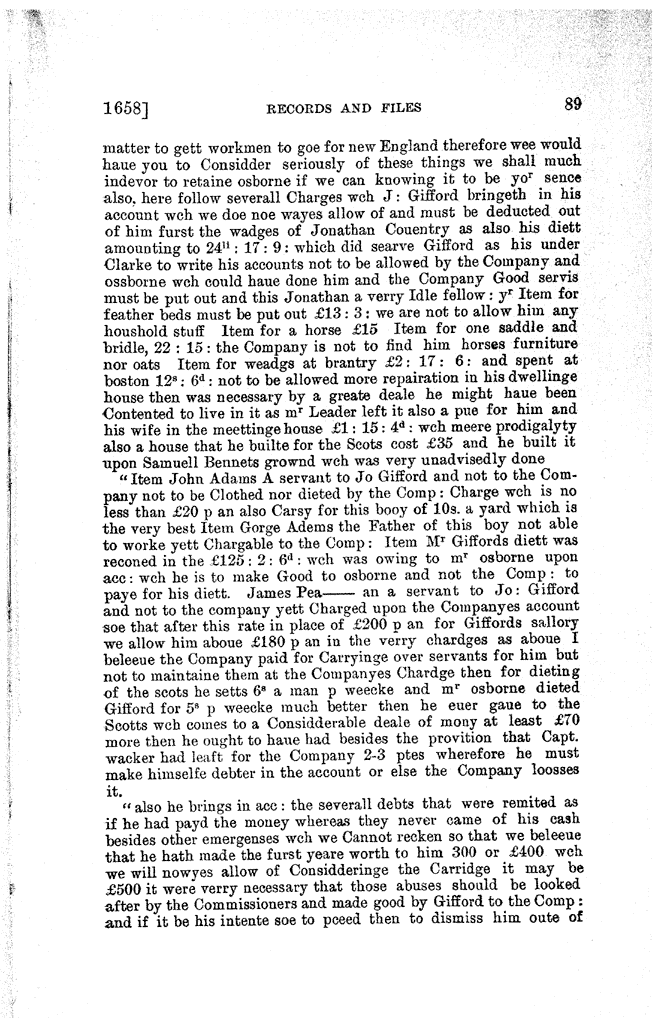 1658] RECORDS AND FILES 89
matter to gett workmen to goe for new England therefore wee would
haue you to Considder seriously of these things we shall much
indevor to retaine osborne if we can knowing it to be yoʳ sence
also, here follow severall Charges wch J: Gifford bringeth in his
account wch we doe noe wayes allow of and must be deducted out
of him furst the wadges of Jonathan Couentry as also his diett
amounting to 24ˡⁱ : 17 : 9 : which did searve Gifford as his under
Clarke to write his accounts not to be allowed by the Company and
ossborne wch could haue done him and the Company Good servis
must be put out and this Jonathan a verry Idle fellow : yʳ Item for
feather beds must be put out £13 : 3 : we are not to allow him any
houshold stuff Item for a horse £15 Item for one saddle and
bridle, 22 : 15 : the Company is not to find him horses furniture
nor oats Item for weadgs at brantry £2 : 17 : 6 : and spent at
boston 12ˢ : 6ᵈ : not to be allowed more repairation in his dwellinge
house then was necessary by a greate deale he might haue been
Contented to live in it as mʳ Leader left it also a pue for him and
his wife in the meettinge house £1 : 15 : 4ᵈ : wch meere prodigalyty
also a house that he builte for the Scots cost £35 and he built it
upon Samuell Bennets grownd wch was very unadvisedly done
"Item John Adams A servant to Jo Gifford and not to the Com-
pany not to be Clothed nor dieted by the Comp : Charge wch is no
less than £20 p an also Carsy for this booy of 10s. a yard which is
the very best Item Gorge Adems the Father of this boy not able
to worke yett Chargable to the Comp : Item Mʳ Giffords diett was
reconed in the £125 : 2 : 6ᵈ : wch was owing to mʳ osborne upon
acc : wch he is to make Good to osborne and not the Comp : to
paye for his diett. James Pea—— an a servant to Jo : Gifford
and not to the company yett Charged upon the Companyes account
soe that after this rate in place of £200 p an for Giffords sallory
we allow him aboue £180 p an in the verry chardges as aboue I
beleeue the Company paid for Carryinge over servants for him but
not to maintaine them at the Companyes Chardge then for dieting
of the scots he setts 6ˢ a man p weecke and mʳ osborne dieted
Gifford for 5ˢ p weecke much better then he euer gaue to the
Scotts wch comes to a Considderable deale of mony at least £70
more then he ought to haue had besides the provition that Capt.
wacker had leaft for the Company 2-3 ptes wherefore he must
make himselfe debter in the account or else the Company loosses
it.
"also he brings in acc : the severall debts that were remited as
if he had payd the money whereas they never came of his cash
besides other emergenses wch we Cannot recken so that we beleeue
that he hath made the furst yeare worth to him 300 or £400 wch
we will nowyes allow of Considderinge the Carridge it may be
£500 it were verry necessary that those abuses should be looked
after by the Commissioners and made good by Gifford to the Comp :
and if it be his intente soe to pceed then to dismiss him oute of